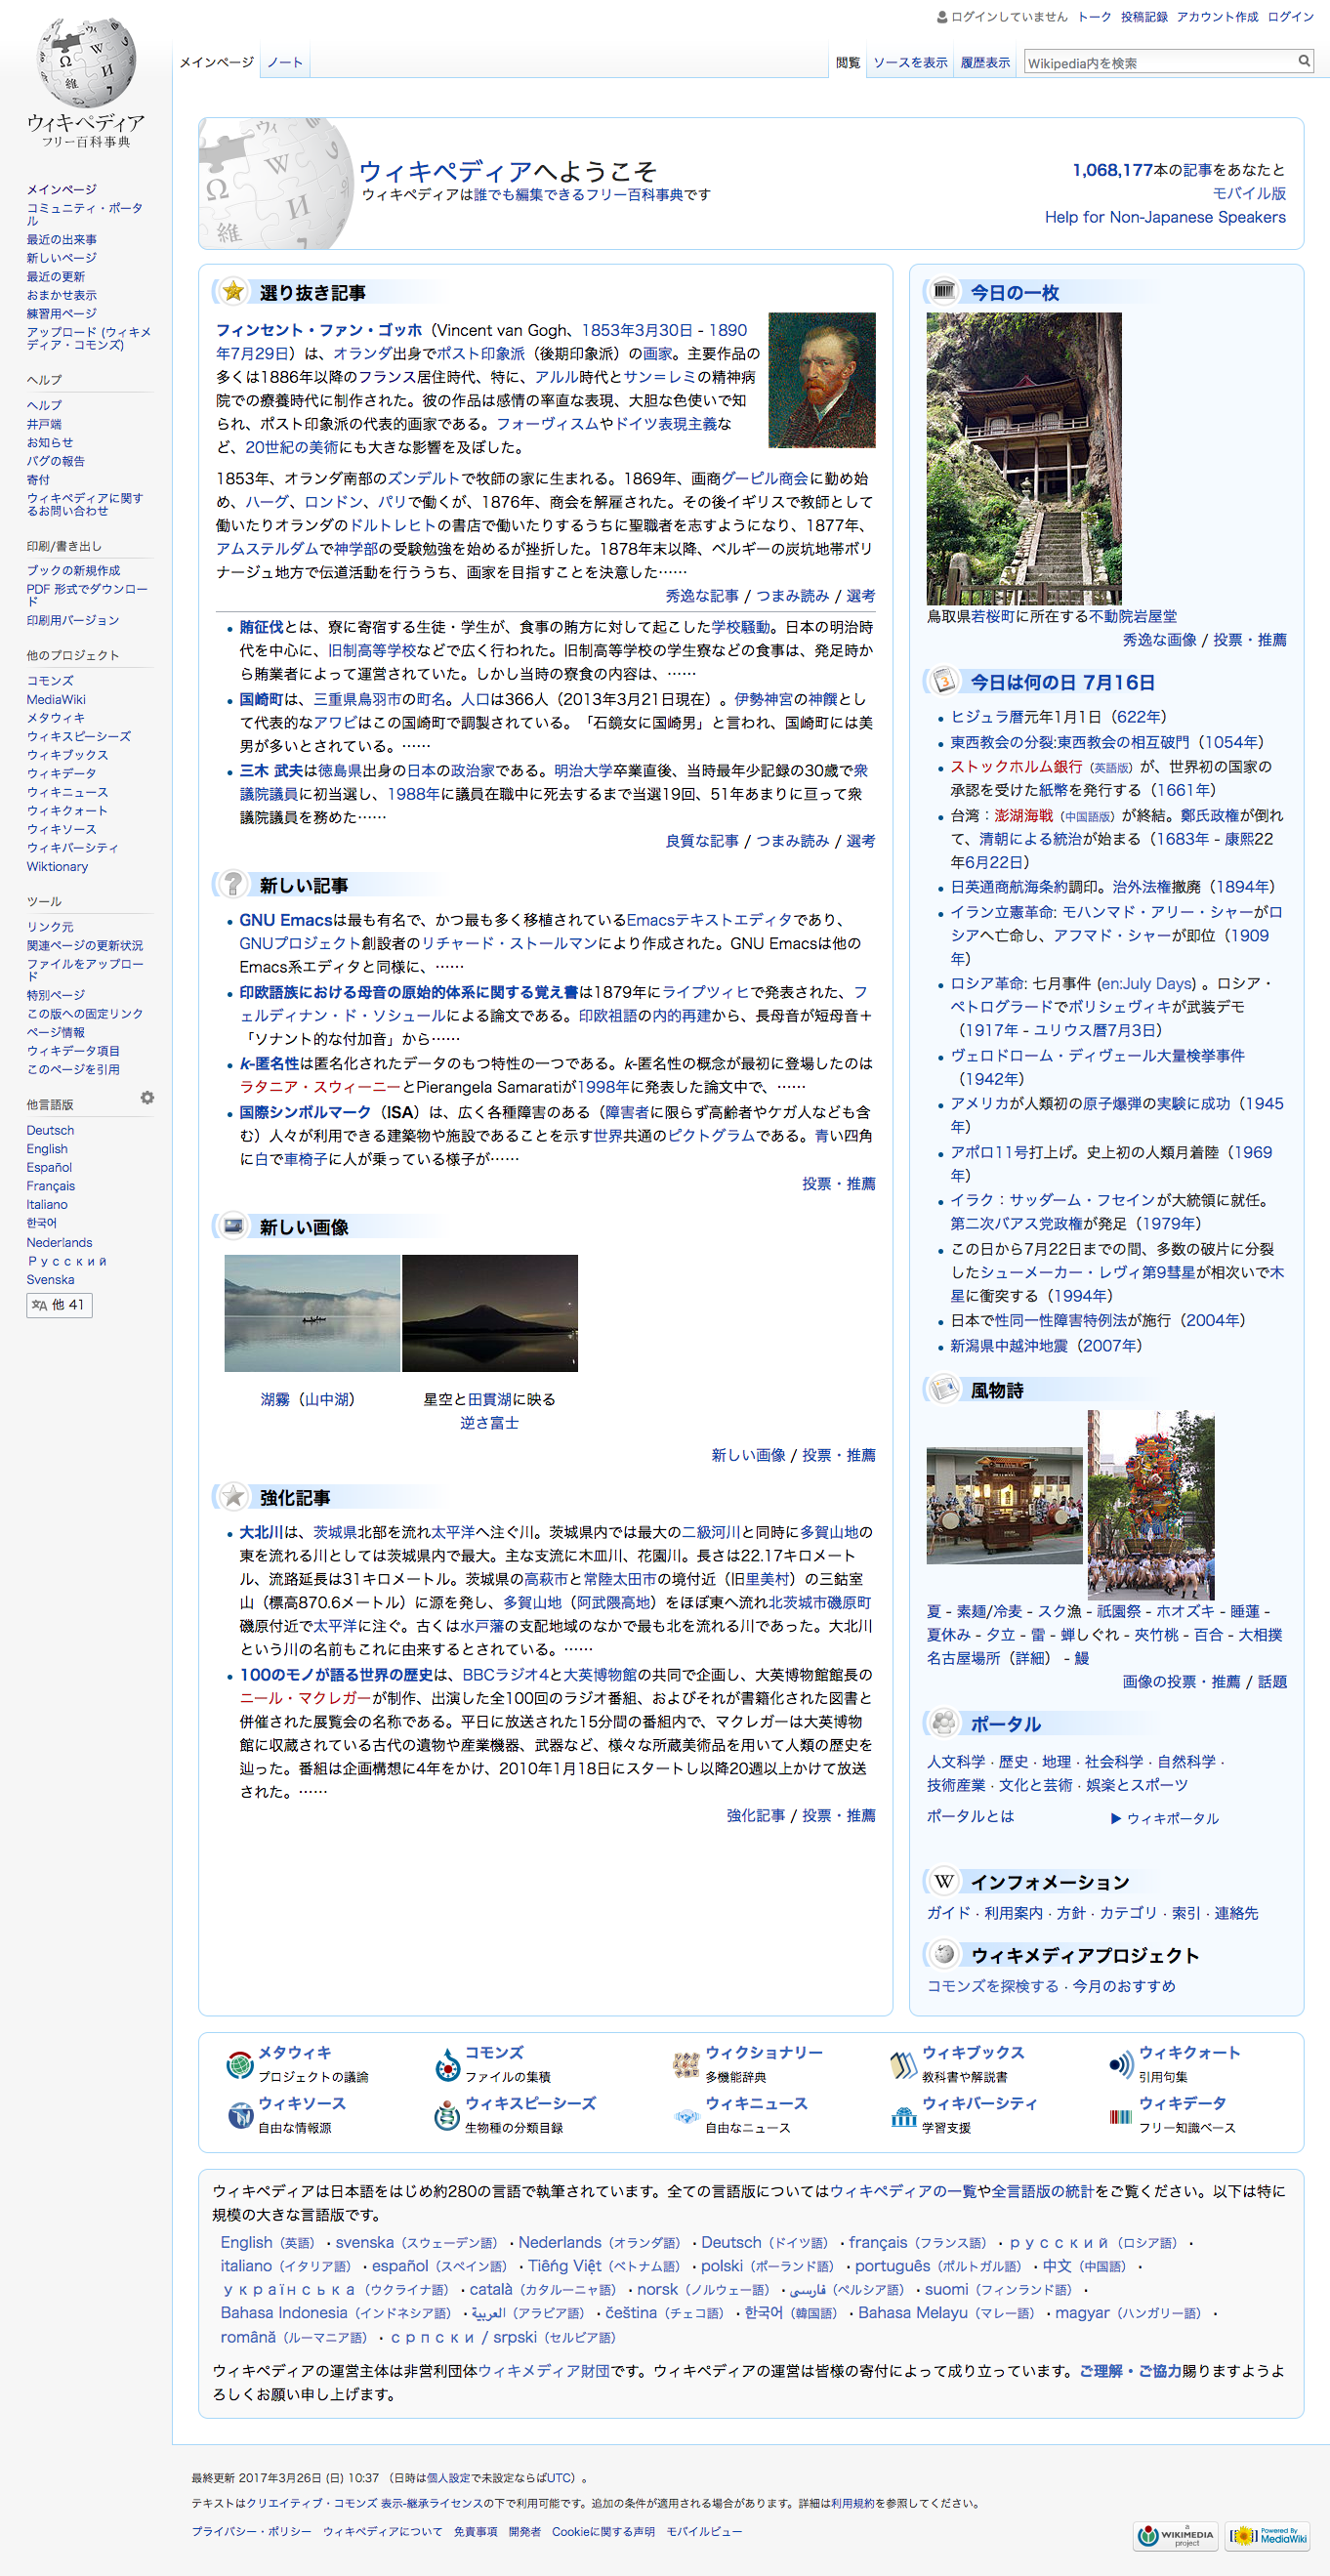 ログインしていません トーク 投稿記録 アカウント作成 ログイン
メインページ ノート 閲覧 ソースを表示 履歴表示 Wikipedia内を検索
ウィキペディア
フリー百科事典
メインページ
コミュニティ・ポータ
ル
最近の出来事
新しいページ
最近の更新
おまかせ表示
練習用ページ
アップロード (ウィキメ
ディア・コモンズ)
ヘルプ
ヘルプ
井戸端
お知らせ
バグの報告
寄付
ウィキペディアに関す
るお問い合わせ
印刷/書き出し
ブックの新規作成
PDF 形式でダウンロー
ド
印刷用バージョン
他のプロジェクト
コモンズ
MediaWiki
メタウィキ
ウィキスピーシーズ
ウィキブックス
ウィキデータ
ウィキニュース
ウィキクォート
ウィキソース
ウィキバーシティ
Wiktionary
ツール
リンク元
関連ページの更新状況
ファイルをアップロー
ド
特別ページ
この版への固定リンク
ページ情報
ウィキデータ項目
このページを引用
他言語版
Deutsch
English
Español
Français
Italiano
한국어
Nederlands
Русский
Svenska
他 41
ウィキペディアへようこそ
ウィキペディアは誰でも編集できるフリー百科事典です
1,068,177本の記事をあなたと
モバイル版
Help for Non-Japanese Speakers
選り抜き記事
フィンセント・ファン・ゴッホ（Vincent van Gogh、1853年3月30日 - 1890
年7月29日）は、オランダ出身でポスト印象派（後期印象派）の画家。主要作品の
多くは1886年以降のフランス居住時代、特に、アルル時代とサン＝レミの精神病
院での療養時代に制作された。彼の作品は感情の率直な表現、大胆な色使いで知
られ、ポスト印象派の代表的画家である。フォーヴィスムやドイツ表現主義な
ど、20世紀の美術にも大きな影響を及ぼした。
1853年、オランダ南部のズンデルトで牧師の家に生まれる。1869年、画商グーピル商会に勤め始
め、ハーグ、ロンドン、パリで働くが、1876年、商会を解雇された。その後イギリスで教師として
働いたりオランダのドルトレヒトの書店で働いたりするうちに聖職者を志すようになり、1877年、
アムステルダムで神学部の受験勉強を始めるが挫折した。1878年末以降、ベルギーの炭坑地帯ボリ
ナージュ地方で伝道活動を行ううち、画家を目指すことを決意した……
秀逸な記事 / つまみ読み / 選考
賄征伐とは、寮に寄宿する生徒・学生が、食事の賄方に対して起こした学校騒動。日本の明治時
代を中心に、旧制高等学校などで広く行われた。旧制高等学校の学生寮などの食事は、発足時か
ら賄業者によって運営されていた。しかし当時の寮食の内容は、……
国崎町は、三重県鳥羽市の町名。人口は366人（2013年3月21日現在）。伊勢神宮の神饌とし
て代表的なアワビはこの国崎町で調製されている。「石鏡女に国崎男」と言われ、国崎町には美
男が多いとされている。……
三木 武夫は徳島県出身の日本の政治家である。明治大学卒業直後、当時最年少記録の30歳で衆
議院議員に初当選し、1988年に議員在職中に死去するまで当選19回、51年あまりに亘って衆
議院議員を務めた……
良質な記事 / つまみ読み / 選考
新しい記事
GNU Emacsは最も有名で、かつ最も多く移植されているEmacsテキストエディタであり、
GNUプロジェクト創設者のリチャード・ストールマンにより作成された。GNU Emacsは他の
Emacs系エディタと同様に、……
印欧語族における母音の原始的体系に関する覚え書は1879年にライプツィヒで発表された、フ
ェルディナン・ド・ソシュールによる論文である。印欧祖語の内的再建から、長母音が短母音＋
「ソナント的な付加音」から……
k-匿名性は匿名化されたデータのもつ特性の一つである。k-匿名性の概念が最初に登場したのは
ラタニア・スウィーニーとPierangela Samaratiが1998年に発表した論文中で、……
国際シンボルマーク（ISA）は、広く各種障害のある（障害者に限らず高齢者やケガ人なども含
む）人々が利用できる建築物や施設であることを示す世界共通のピクトグラムである。青い四角
に白で車椅子に人が乗っている様子が……
投票・推薦
新しい画像
湖霧（山中湖）
星空と田貫湖に映る
逆さ富士
新しい画像 / 投票・推薦
強化記事
大北川は、茨城県北部を流れ太平洋へ注ぐ川。茨城県内では最大の二級河川と同時に多賀山地の
東を流れる川としては茨城県内で最大。主な支流に木皿川、花園川。長さは22.17キロメート
ル、流路延長は31キロメートル。茨城県の高萩市と常陸太田市の境付近（旧里美村）の三鈷室
山（標高870.6メートル）に源を発し、多賀山地（阿武隈高地）をほぼ東へ流れ北茨城市磯原町
磯原付近で太平洋に注ぐ。古くは水戸藩の支配地域のなかで最も北を流れる川であった。大北川
という川の名前もこれに由来するとされている。……
100のモノが語る世界の歴史は、BBCラジオ4と大英博物館の共同で企画し、大英博物館館長の
ニール・マクレガーが制作、出演した全100回のラジオ番組、およびそれが書籍化された図書と
併催された展覧会の名称である。平日に放送された15分間の番組内で、マクレガーは大英博物
館に収蔵されている古代の遺物や産業機器、武器など、様々な所蔵美術品を用いて人類の歴史を
辿った。番組は企画構想に4年をかけ、2010年1月18日にスタートし以降20週以上かけて放送
された。……
強化記事 / 投票・推薦
今日の一枚
鳥取県若桜町に所在する不動院岩屋堂
秀逸な画像 / 投票・推薦
今日は何の日 7月16日
ヒジュラ暦元年1月1日（622年）
東西教会の分裂:東西教会の相互破門（1054年）
ストックホルム銀行（英語版）が、世界初の国家の
承認を受けた紙幣を発行する（1661年）
台湾：澎湖海戦（中国語版）が終結。鄭氏政権が倒れ
て、清朝による統治が始まる（1683年 - 康熙22
年6月22日）
日英通商航海条約調印。治外法権撤廃（1894年）
イラン立憲革命: モハンマド・アリー・シャーがロ
シアへ亡命し、アフマド・シャーが即位（1909
年）
ロシア革命: 七月事件 (en:July Days) 。ロシア・
ペトログラードでボリシェヴィキが武装デモ
（1917年 - ユリウス暦7月3日）
ヴェロドローム・ディヴェール大量検挙事件
（1942年）
アメリカが人類初の原子爆弾の実験に成功（1945
年）
アポロ11号打上げ。史上初の人類月着陸（1969
年）
イラク：サッダーム・フセインが大統領に就任。
第二次バアス党政権が発足（1979年）
この日から7月22日までの間、多数の破片に分裂
したシューメーカー・レヴィ第9彗星が相次いで木
星に衝突する（1994年）
日本で性同一性障害特例法が施行（2004年）
新潟県中越沖地震（2007年）
風物詩
夏 - 素麺/冷麦 - スク漁 - 祇園祭 - ホオズキ - 睡蓮 -
夏休み - 夕立 - 雷 - 蝉しぐれ - 夾竹桃 - 百合 - 大相撲
名古屋場所（詳細） - 鰻
画像の投票・推薦 / 話題
ポータル
人文科学 · 歴史 · 地理 · 社会科学 · 自然科学 ·
技術産業 · 文化と芸術 · 娯楽とスポーツ
ポータルとは ▶ ウィキポータル
インフォメーション
ガイド · 利用案内 · 方針 · カテゴリ · 索引 · 連絡先
ウィキメディアプロジェクト
コモンズを探検する · 今月のおすすめ
メタウィキ コモンズ ウィクショナリー ウィキブックス ウィキクォート
プロジェクトの議論 ファイルの集積 多機能辞典 教科書や解説書 引用句集
ウィキソース ウィキスピーシーズ ウィキニュース ウィキバーシティ ウィキデータ
自由な情報源 生物種の分類目録 自由なニュース 学習支援 フリー知識ベース
ウィキペディアは日本語をはじめ約280の言語で執筆されています。全ての言語版についてはウィキペディアの一覧や全言語版の統計をご覧ください。以下は特に
規模の大きな言語版です。
English（英語） · svenska（スウェーデン語） · Nederlands（オランダ語） · Deutsch（ドイツ語） · français（フランス語） · русский（ロシア語） ·
italiano（イタリア語） · español（スペイン語） · Tiếng Việt（ベトナム語） · polski（ポーランド語） · português（ポルトガル語） · 中文（中国語） ·
українська（ウクライナ語） · català（カタルーニャ語） · norsk（ノルウェー語） · فارسی（ペルシア語） · suomi（フィンランド語） ·
Bahasa Indonesia（インドネシア語） · العربية（アラビア語） · čeština（チェコ語） · 한국어（韓国語） · Bahasa Melayu（マレー語） · magyar（ハンガリー語） ·
română（ルーマニア語） · српски / srpski（セルビア語）
ウィキペディアの運営主体は非営利団体ウィキメディア財団です。ウィキペディアの運営は皆様の寄付によって成り立っています。ご理解・ご協力賜りますようよ
ろしくお願い申し上げます。
最終更新 2017年3月26日 (日) 10:37 （日時は個人設定で未設定ならばUTC）。
テキストはクリエイティブ・コモンズ 表示-継承ライセンスの下で利用可能です。追加の条件が適用される場合があります。詳細は利用規約を参照してください。
プライバシー・ポリシー ウィキペディアについて 免責事項 開発者 Cookieに関する声明 モバイルビュー
a WIKIMEDIA project
Powered By MediaWiki